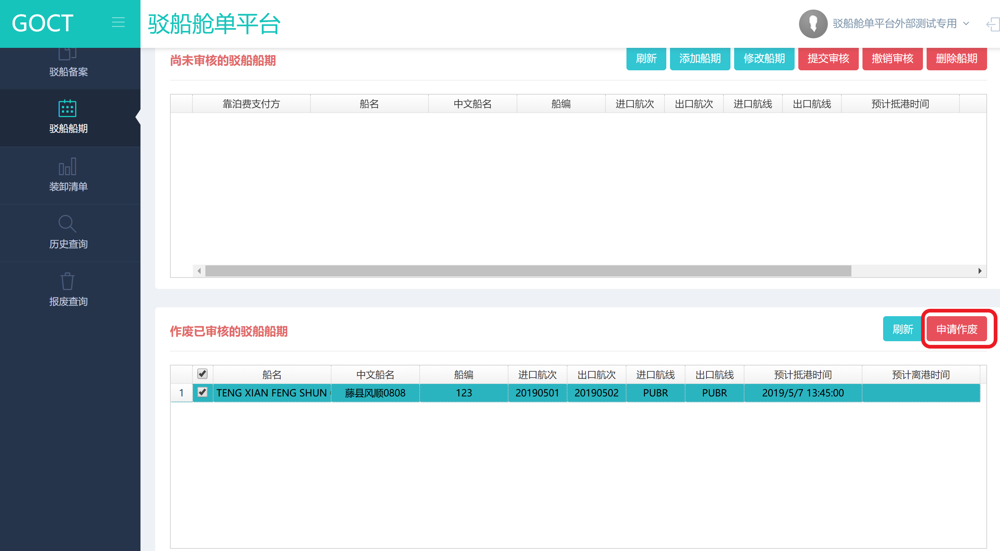 GOCT
驳船舱单平台
驳船舱单平台外部测试专用
驳船备案
驳船船期
装卸清单
历史查询
报废查询
尚未审核的驳船船期
刷新 添加船期 修改船期 提交审核 撤销审核 删除船期
靠泊费支付方 船名 中文船名 船编 进口航次 出口航次 进口航线 出口航线 预计抵港时间
作废已审核的驳船船期
刷新 申请作废
船名 中文船名 船编 进口航次 出口航次 进口航线 出口航线 预计抵港时间 预计离港时间
1 TENG XIAN FENG SHUN 藤县风顺0808 123 20190501 20190502 PUBR PUBR 2019/5/7 13:45:00